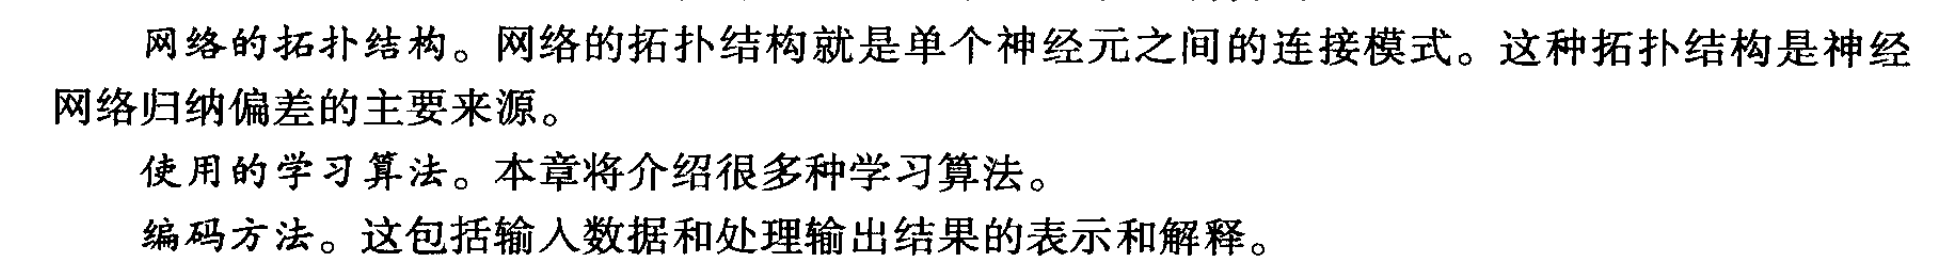 网络的拓扑结构。网络的拓扑结构就是单个神经元之间的连接模式。这种拓扑结构是神经
网络归纳偏差的主要来源。
使用的学习算法。本章将介绍很多种学习算法。
编码方法。这包括输入数据和处理输出结果的表示和解释。